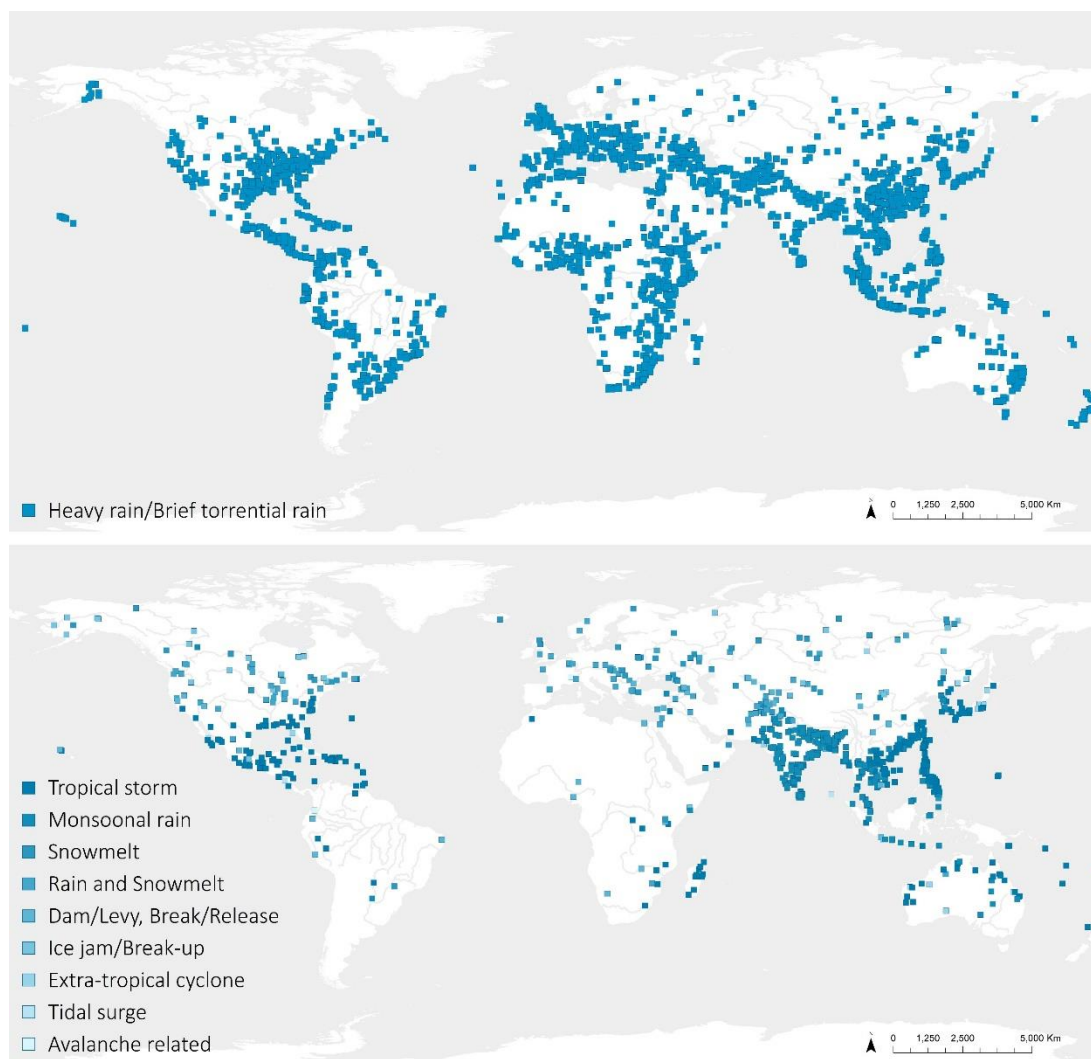 Heavy rain/Brief torrential rain
0 1,250 2,500 5,000 Km
Tropical storm
Monsoonal rain
Snowmelt
Rain and Snowmelt
Dam/Levy, Break/Release
Ice jam/Break-up
Extra-tropical cyclone
Tidal surge
Avalanche related
0 1,250 2,500 5,000 Km